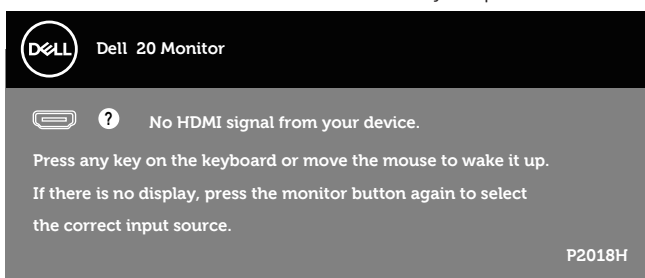 DELL
Dell 20 Monitor
? No HDMI signal from your device.
Press any key on the keyboard or move the mouse to wake it up.
If there is no display, press the monitor button again to select
the correct input source.
P2018H